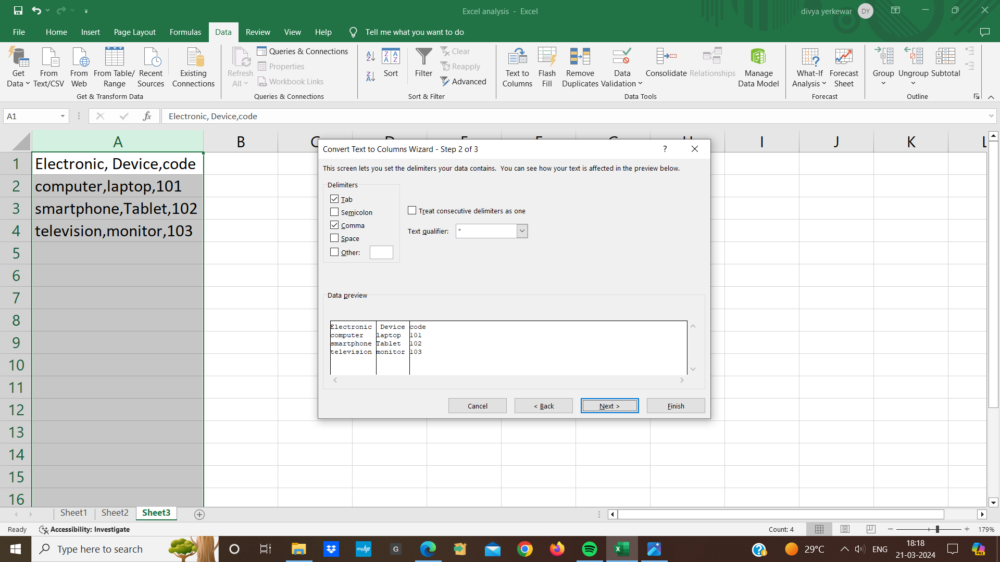 Excel analysis - Excel
divya yerkewar DY
File Home Insert Page Layout Formulas Data Review View Help Tell me what you want to do
Get Data
From Text/CSV
From Web
From Table/ Range
Recent Sources
Existing Connections
Get & Transform Data
Refresh All
Queries & Connections
Properties
Workbook Links
Queries & Connections
Sort
Filter
Clear
Reapply
Advanced
Sort & Filter
Text to Columns
Flash Fill
Remove Duplicates
Data Validation
Consolidate
Relationships
Manage Data Model
Data Tools
What-If Analysis
Forecast Sheet
Forecast
Group
Ungroup
Subtotal
Outline
A1 fx Electronic, Device,code
A B I J K
1 Electronic, Device,code
2 computer,laptop,101
3 smartphone,Tablet,102
4 television,monitor,103
5
6
7
8
9
10
11
12
13
14
15
16
Convert Text to Columns Wizard - Step 2 of 3 ?
This screen lets you set the delimiters your data contains. You can see how your text is affected in the preview below.
Delimiters
Tab
Semicolon
Comma
Space
Other:
Treat consecutive delimiters as one
Text qualifier: "
Data preview
Electronic Device code
computer laptop 101
smartphone Tablet 102
television monitor 103
Cancel < Back Next > Finish
Sheet1 Sheet2 Sheet3
Ready Accessibility: Investigate Count: 4 179%
Type here to search myhp G 29°C ENG 18:18
21-03-2024
PRE